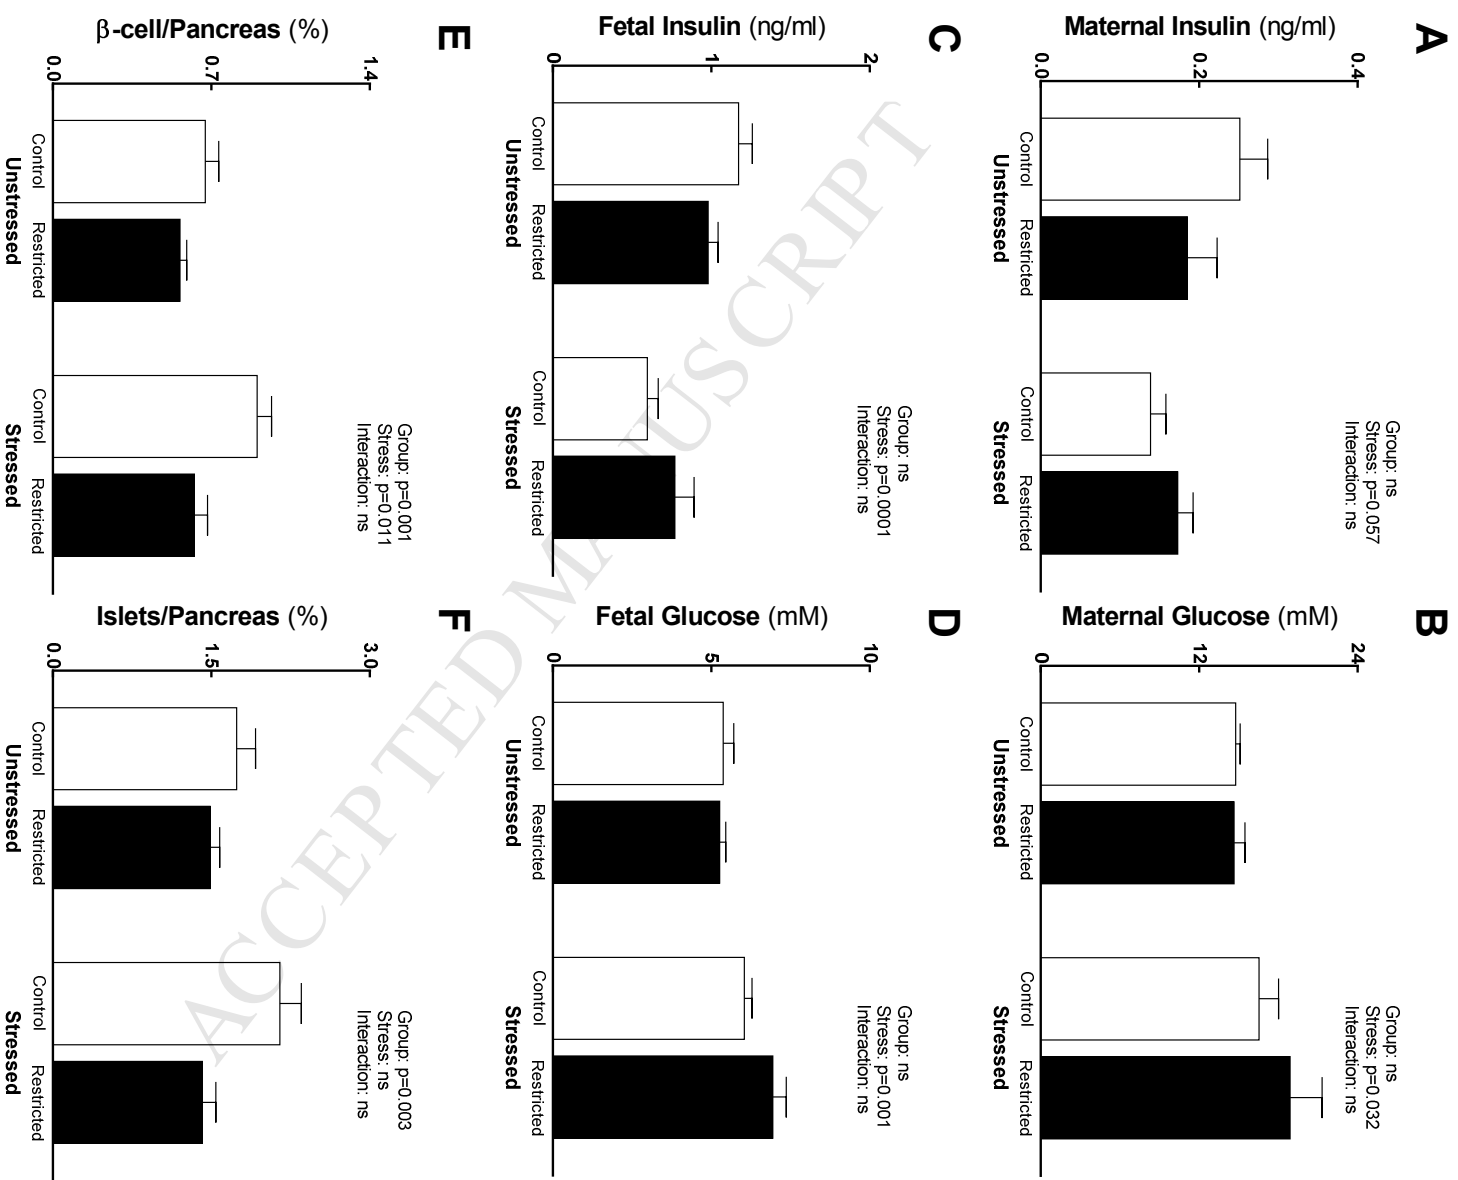 A
Maternal Insulin (ng/ml)
0.4
0.2
0.0
Group: ns
Stress: p=0.057
Interaction: ns
Control
Restricted
Control
Restricted
Unstressed
Stressed
B
Maternal Glucose (mM)
24
12
0
Group: ns
Stress: p=0.032
Interaction: ns
Control
Restricted
Control
Restricted
Unstressed
Stressed
C
Fetal Insulin (ng/ml)
2
1
0
Group: ns
Stress: p=0.0001
Interaction: ns
Control
Restricted
Control
Restricted
Unstressed
Stressed
D
Fetal Glucose (mM)
10
5
0
Group: ns
Stress: p=0.001
Interaction: ns
Control
Restricted
Control
Restricted
Unstressed
Stressed
E
β-cell/Pancreas (%)
1.4
0.7
0.0
Group: p=0.001
Stress: p=0.011
Interaction: ns
Control
Restricted
Control
Restricted
Unstressed
Stressed
F
Islets/Pancreas (%)
3.0
1.5
0.0
Group: p=0.003
Stress: ns
Interaction: ns
Control
Restricted
Control
Restricted
Unstressed
Stressed
ACCEPTED MANUSCRIPT